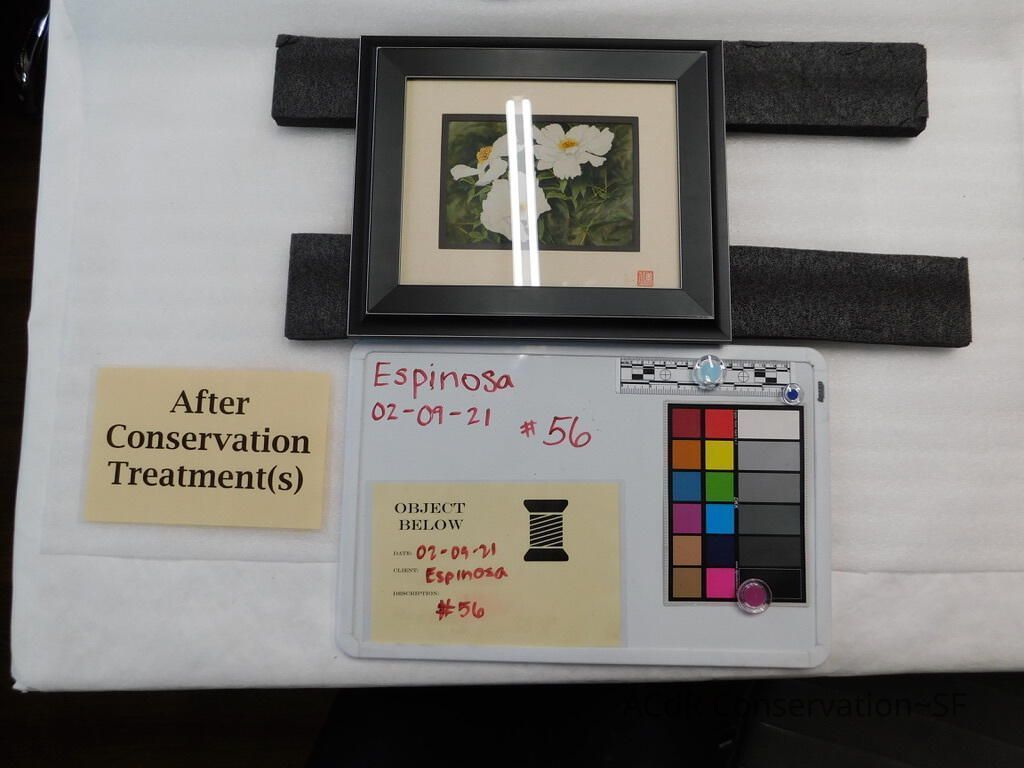 After
Conservation
Treatment(s)
Espinosa
02-09-21
#56
OBJECT
BELOW
DATE: 02-09-21
CLIENT: Espinosa
DESCRIPTION:
#56
ACdR Conservation~SF